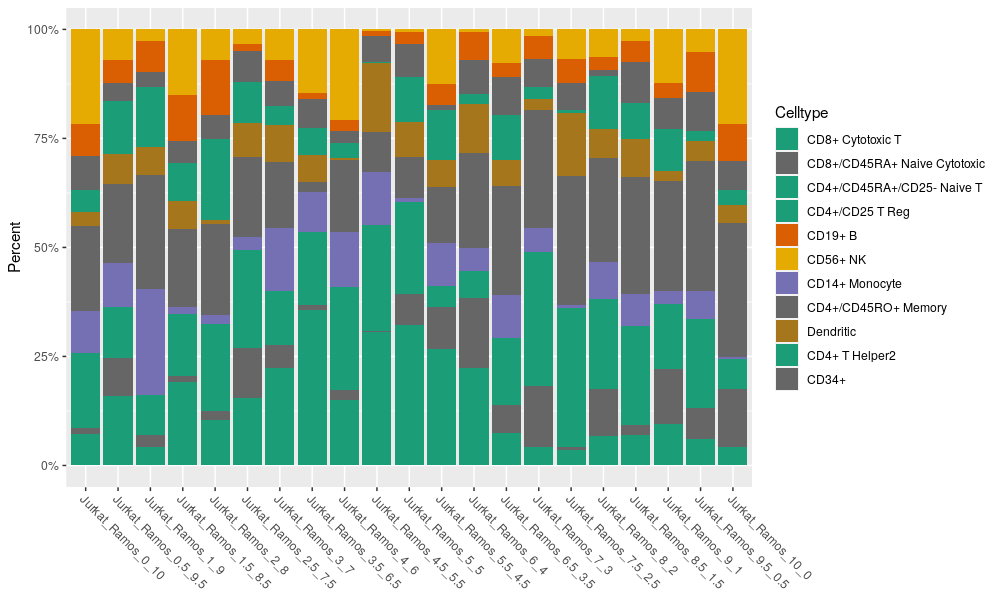 100%
75%
50%
25%
0%
Percent
Jurkat_Ramos_0_10
Jurkat_Ramos_0.5_9.5
Jurkat_Ramos_1_9
Jurkat_Ramos_1.5_8.5
Jurkat_Ramos_2_8
Jurkat_Ramos_2.5_7.5
Jurkat_Ramos_3_7
Jurkat_Ramos_3.5_6.5
Jurkat_Ramos_4_6
Jurkat_Ramos_4.5_5.5
Jurkat_Ramos_5_5
Jurkat_Ramos_5.5_4.5
Jurkat_Ramos_6_4
Jurkat_Ramos_6.5_3.5
Jurkat_Ramos_7_3
Jurkat_Ramos_7.5_2.5
Jurkat_Ramos_8_2
Jurkat_Ramos_8.5_1.5
Jurkat_Ramos_9_1
Jurkat_Ramos_9.5_0.5
Jurkat_Ramos_10_0
Celltype
CD8+ Cytotoxic T
CD8+/CD45RA+ Naive Cytotoxic
CD4+/CD45RA+/CD25- Naive T
CD4+/CD25 T Reg
CD19+ B
CD56+ NK
CD14+ Monocyte
CD4+/CD45RO+ Memory
Dendritic
CD4+ T Helper2
CD34+